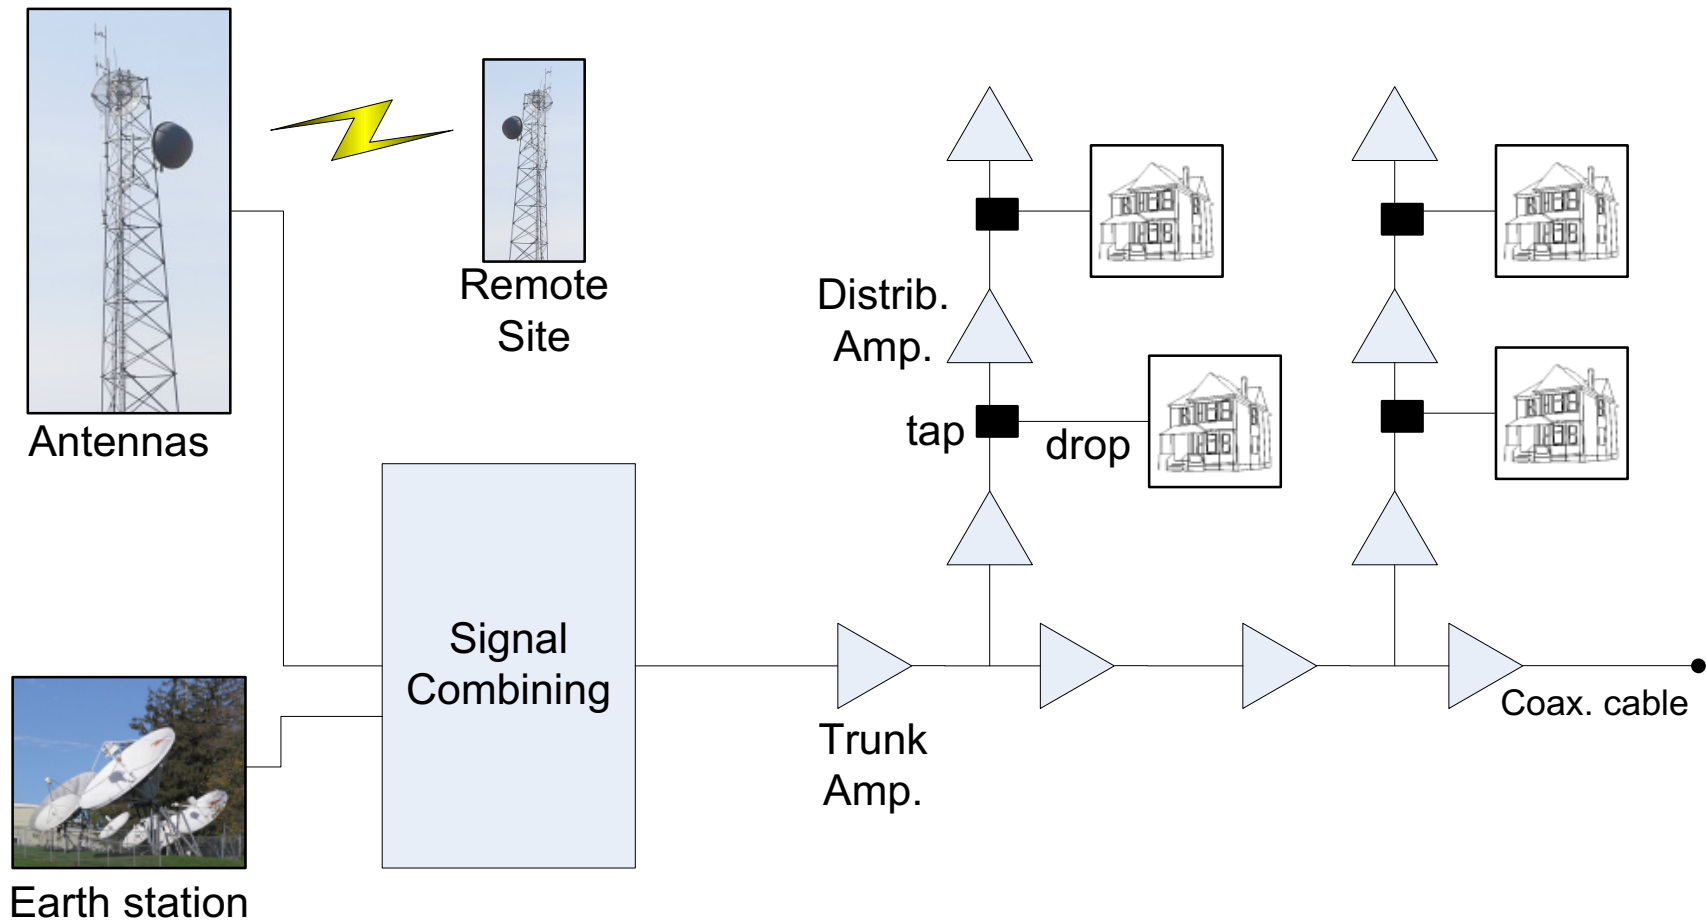 Antennas
Remote
Site
Distrib.
Amp.
tap
drop
Signal
Combining
Trunk
Amp.
Coax. cable
Earth station